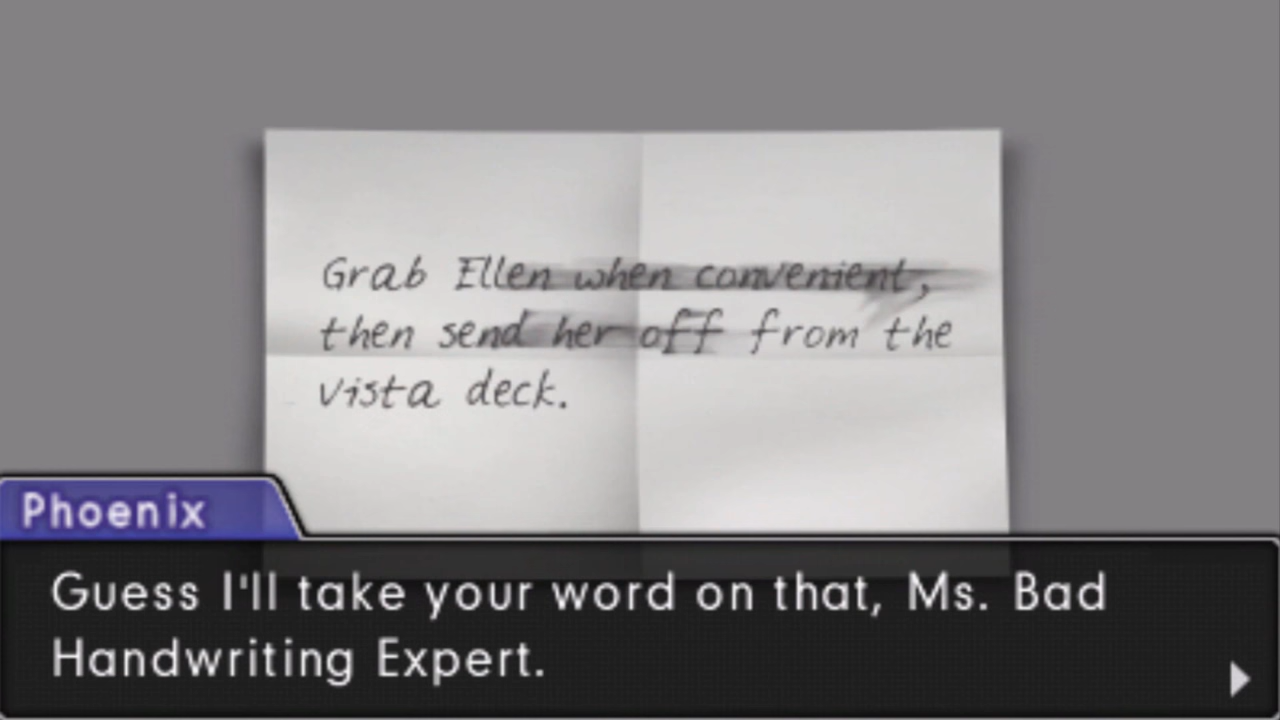 Grab Ellen when convenient,
then send her off from the
vista deck.
Phoenix
Guess I'll take your word on that, Ms. Bad
Handwriting Expert.